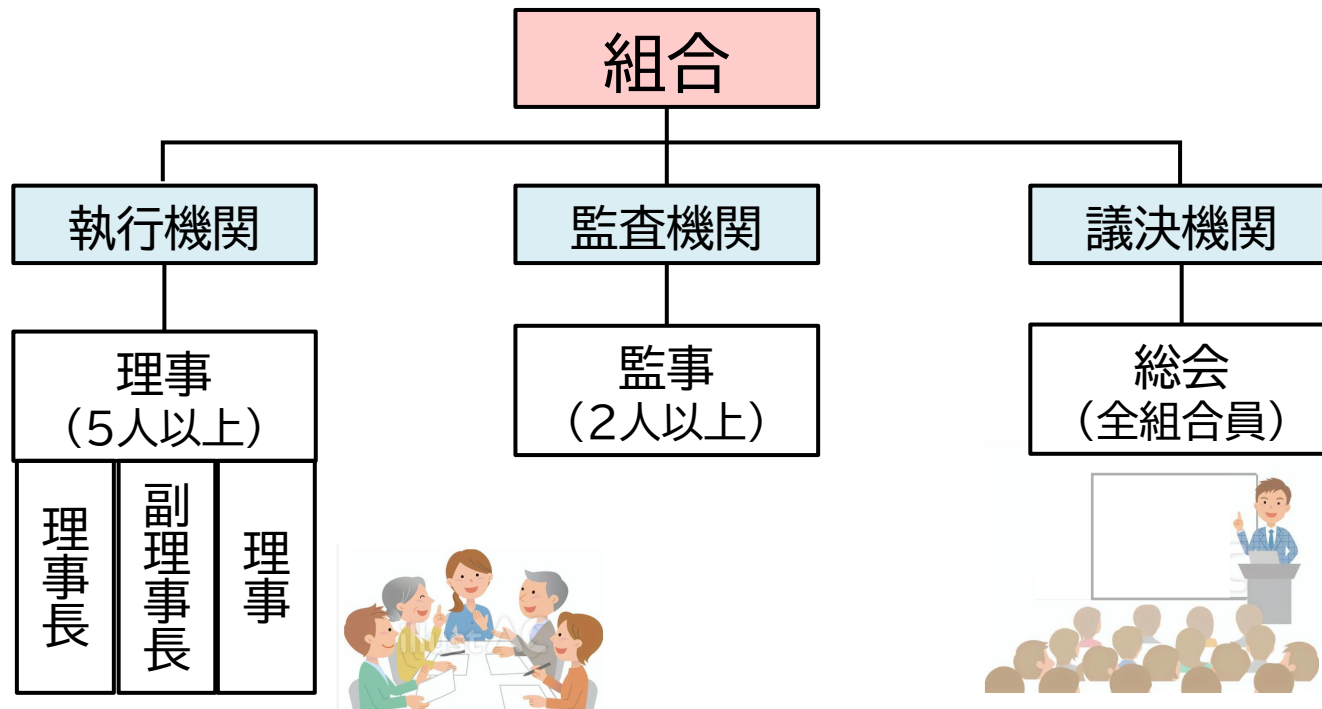 組合
執行機関
監査機関
議決機関
理事
（5人以上）
監事
（2人以上）
総会
（全組合員）
理事長
副理事長
理事